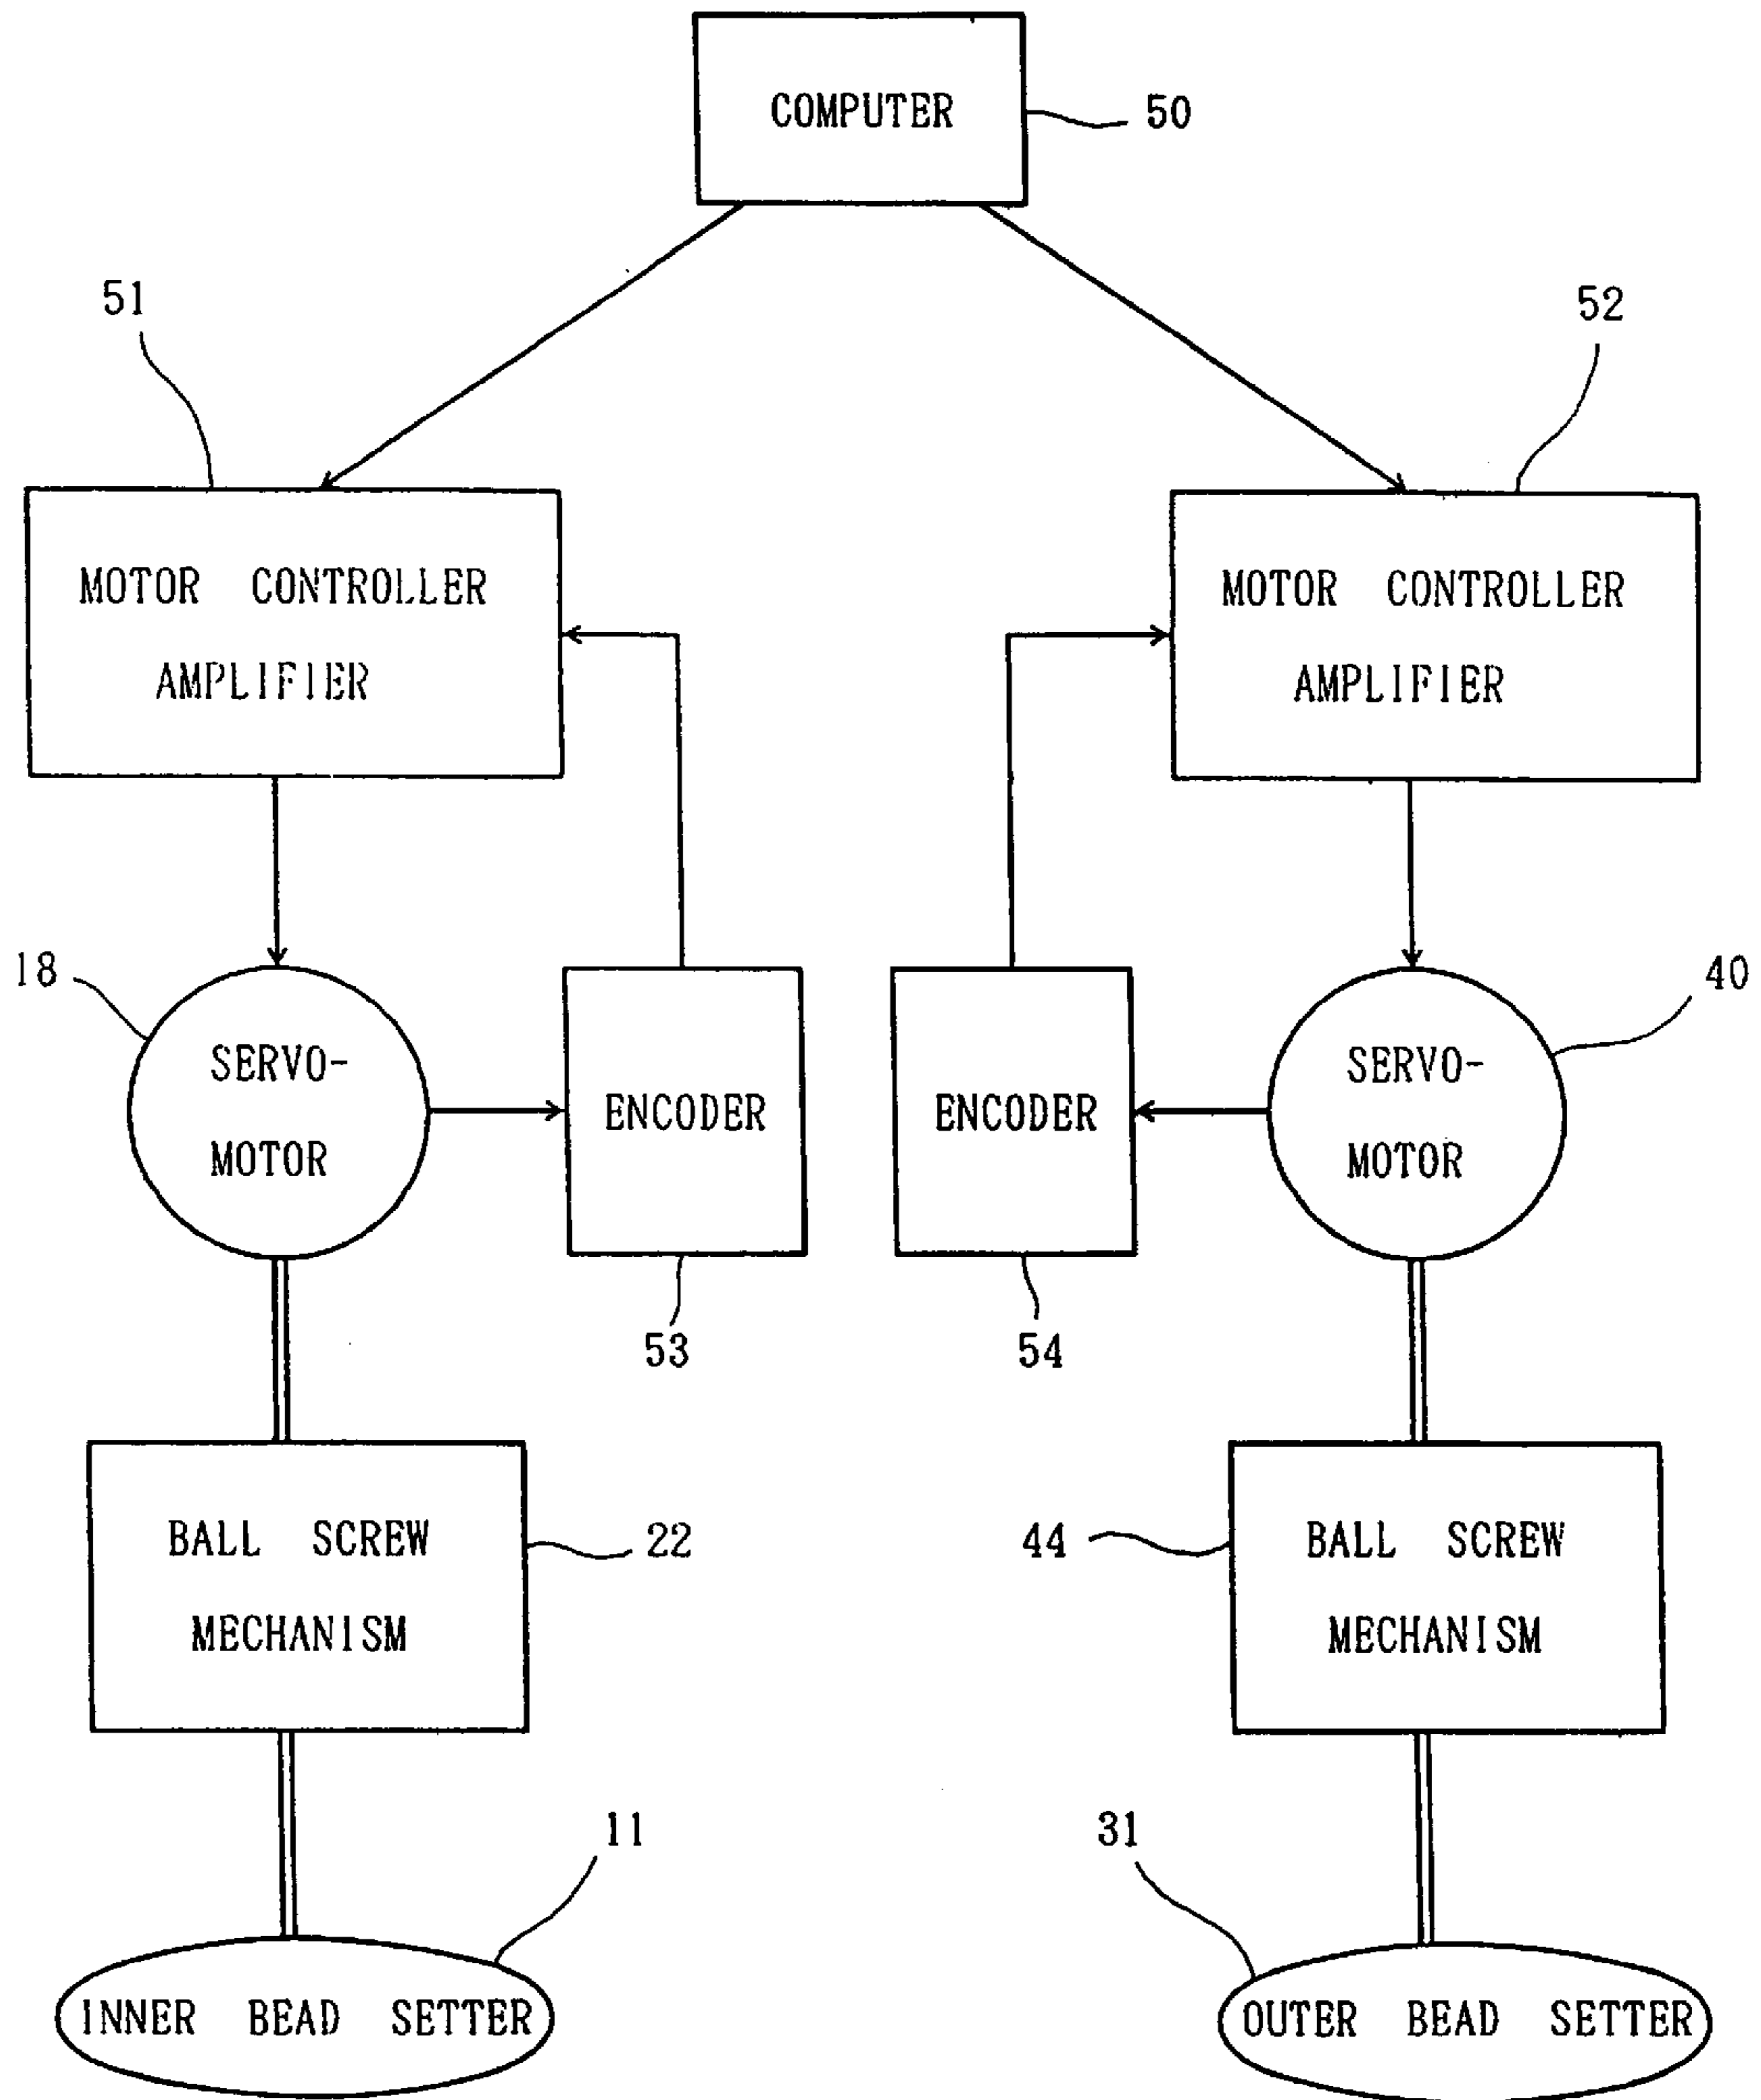 COMPUTER
50
51
52
MOTOR CONTROLLER
AMPLIFIER
MOTOR CONTROLLER
AMPLIFIER
18
SERVO-
MOTOR
ENCODER
53
ENCODER
54
SERVO-
MOTOR
40
BALL SCREW
MECHANISM
22
44
BALL SCREW
MECHANISM
11
31
INNER BEAD SETTER
OUTER BEAD SETTER